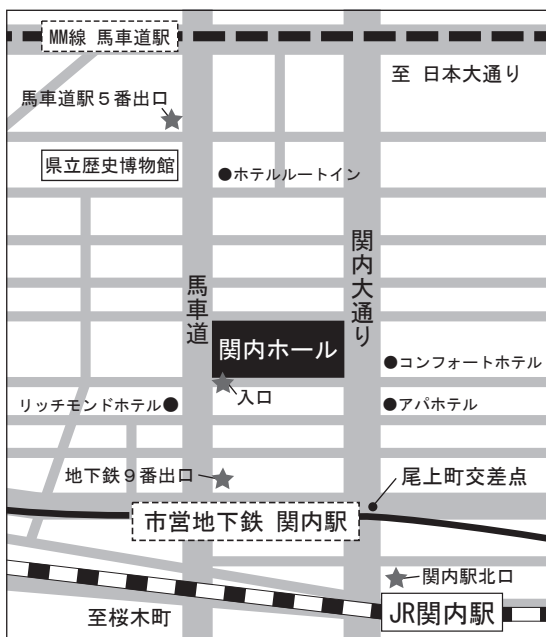 MM線 馬車道駅
至 日本大通り
馬車道駅５番出口
県立歴史博物館
●ホテルルートイン
馬車道
関内大通り
関内ホール
●コンフォートホテル
入口
リッチモンドホテル●
●アパホテル
地下鉄９番出口
尾上町交差点
市営地下鉄 関内駅
関内駅北口
至桜木町
JR関内駅